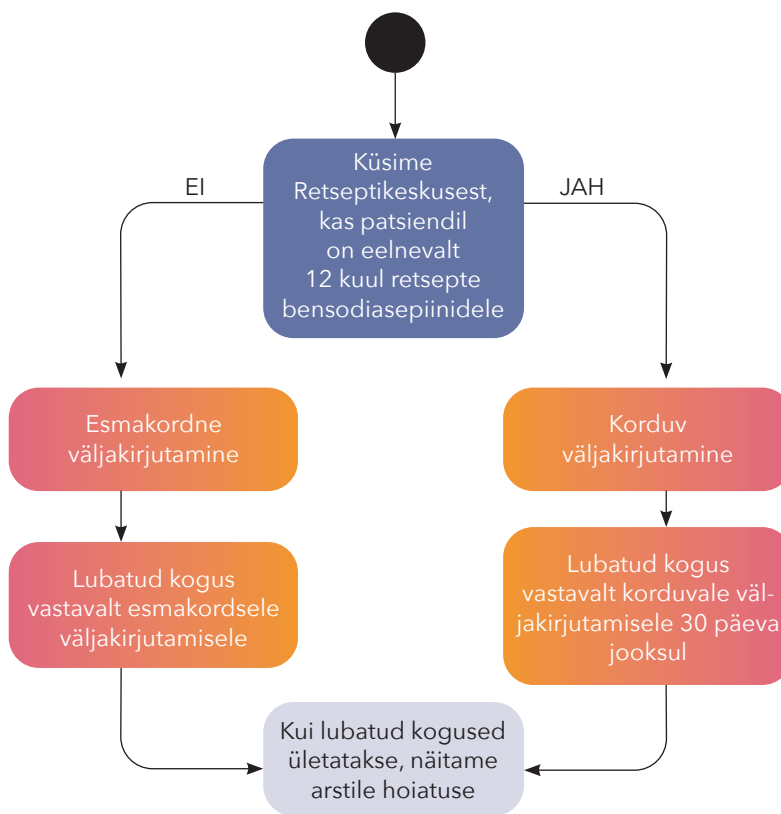 Küsime
Retseptikeskusest,
kas patsiendil
on eelnevalt
12 kuul retsepte
bensodiasepiinidele
EI
JAH
Esmakordne
väljakirjutamine
Korduv
väljakirjutamine
Lubatud kogus
vastavalt esmakordsele
väljakirjutamisele
Lubatud kogus
vastavalt korduvale väl-
jakirjutamisele 30 päeva
jooksul
Kui lubatud kogused
ületatakse, näitame
arstile hoiatuse